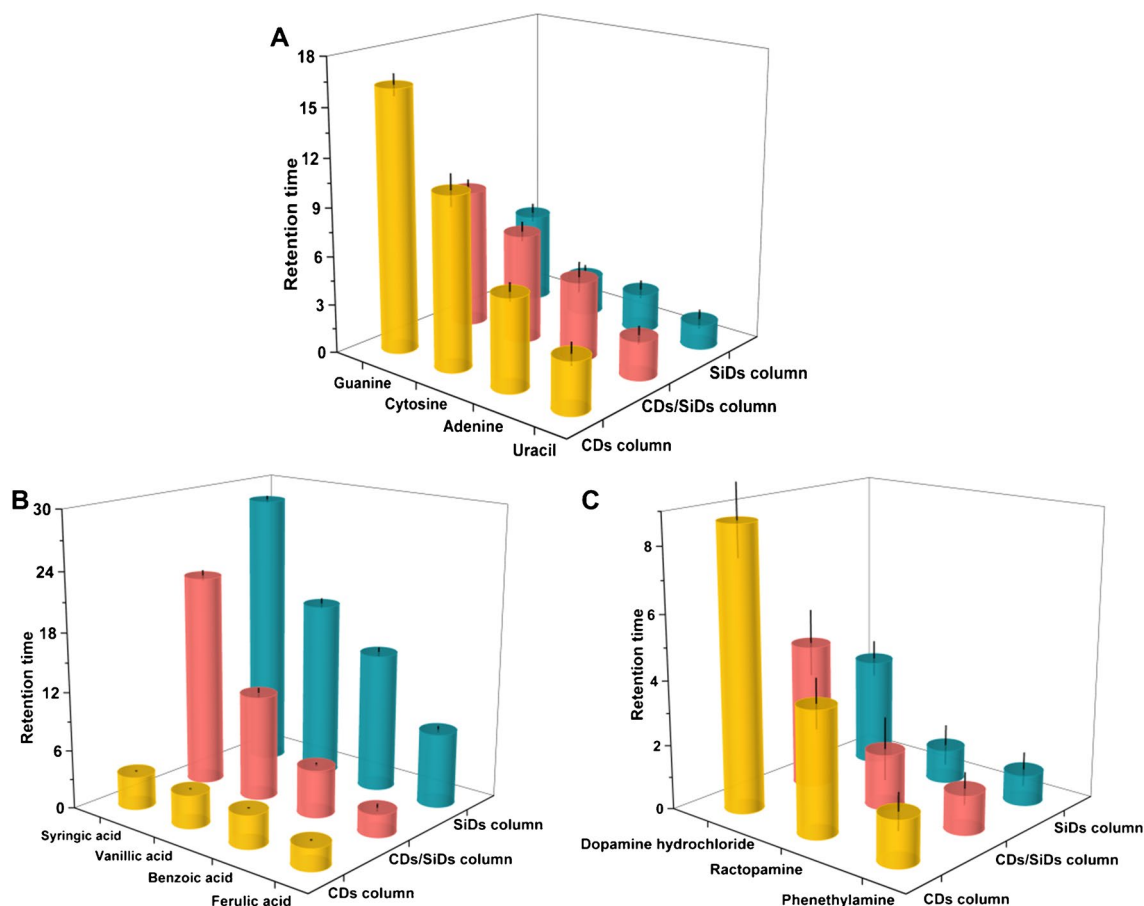 A
18
15
12
9
6
3
0
Retention time
Guanine
Cytosine
Adenine
Uracil
CDs column
CDs/SiDs column
SiDs column
B
30
24
18
12
6
0
Retention time
Syringic acid
Vanillic acid
Benzoic acid
Ferulic acid
CDs column
CDs/SiDs column
SiDs column
C
8
6
4
2
0
Retention time
Dopamine hydrochloride
Ractopamine
Phenethylamine
CDs column
CDs/SiDs column
SiDs column